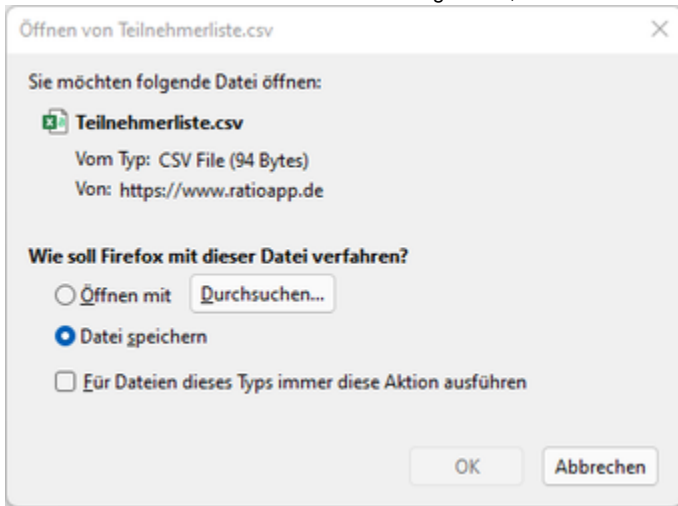 Öffnen von Teilnehmerliste.csv
Sie möchten folgende Datei öffnen:
Teilnehmerliste.csv
Vom Typ: CSV File (94 Bytes)
Von: https://www.ratioapp.de
Wie soll Firefox mit dieser Datei verfahren?
Öffnen mit Durchsuchen...
Datei speichern
Für Dateien dieses Typs immer diese Aktion ausführen
OK Abbrechen